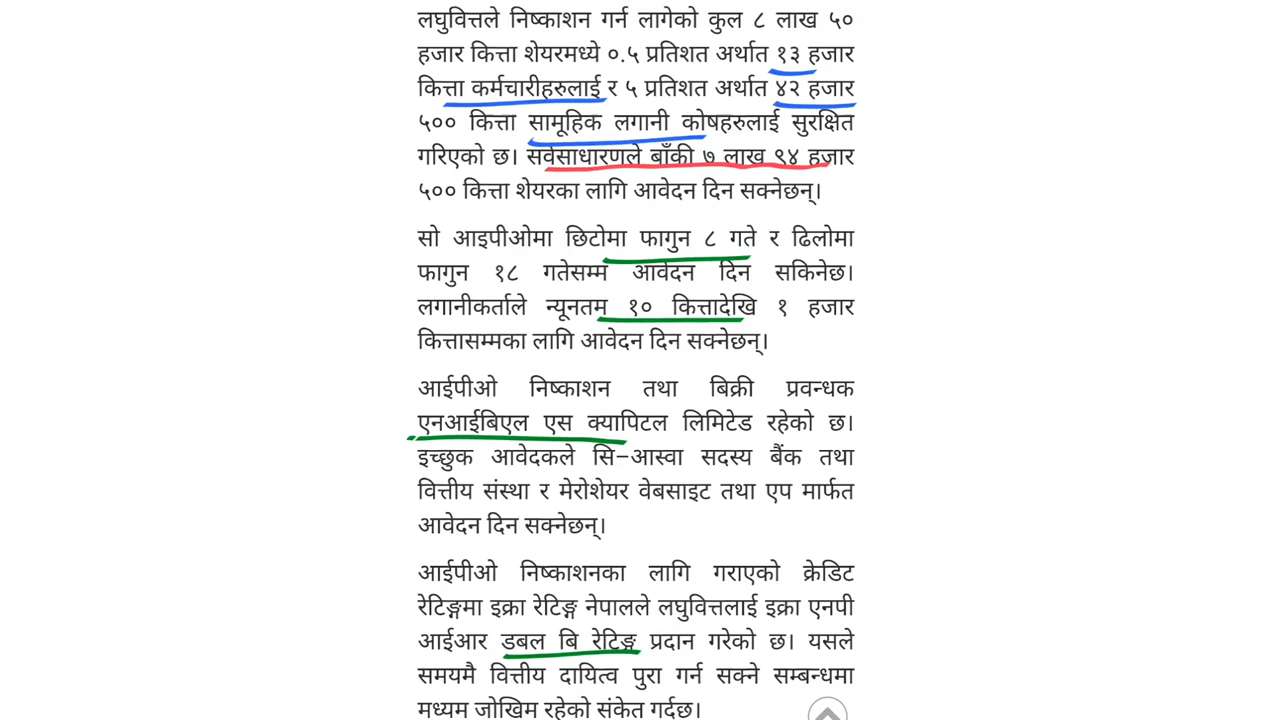 लघुवित्तले निष्काशन गर्न लागेको कुल ८ लाख ५०
हजार कित्ता शेयरमध्ये ०.५ प्रतिशत अर्थात १३ हजार
कित्ता कर्मचारीहरुलाई र ५ प्रतिशत अर्थात ४२ हजार
५०० कित्ता सामूहिक लगानी कोषहरुलाई सुरक्षित
गरिएको छ। सर्वसाधारणले बाँकी ७ लाख ९४ हजार
५०० कित्ता शेयरका लागि आवेदन दिन सक्नेछन्।
सो आइपीओमा छिटोमा फागुन ८ गते र ढिलोमा
फागुन १८ गतेसम्म आवेदन दिन सकिनेछ।
लगानीकर्ताले न्यूनतम १० कित्तादेखि १ हजार
कित्तासम्मका लागि आवेदन दिन सक्नेछन्।
आईपीओ निष्काशन तथा बिक्री प्रवन्धक
एनआईबिएल एस क्यापिटल लिमिटेड रहेको छ।
इच्छुक आवेदकले सि–आस्वा सदस्य बैंक तथा
वित्तीय संस्था र मेरोशेयर वेबसाइट तथा एप मार्फत
आवेदन दिन सक्नेछन्।
आईपीओ निष्काशनका लागि गराएको क्रेडिट
रेटिङ्गमा इक्रा रेटिङ्ग नेपालले लघुवित्तलाई इक्रा एनपी
आईआर डबल बि रेटिङ्ग प्रदान गरेको छ। यसले
समयमै वित्तीय दायित्व पुरा गर्न सक्ने सम्बन्धमा
मध्यम जोखिम रहेको संकेत गर्दछ।